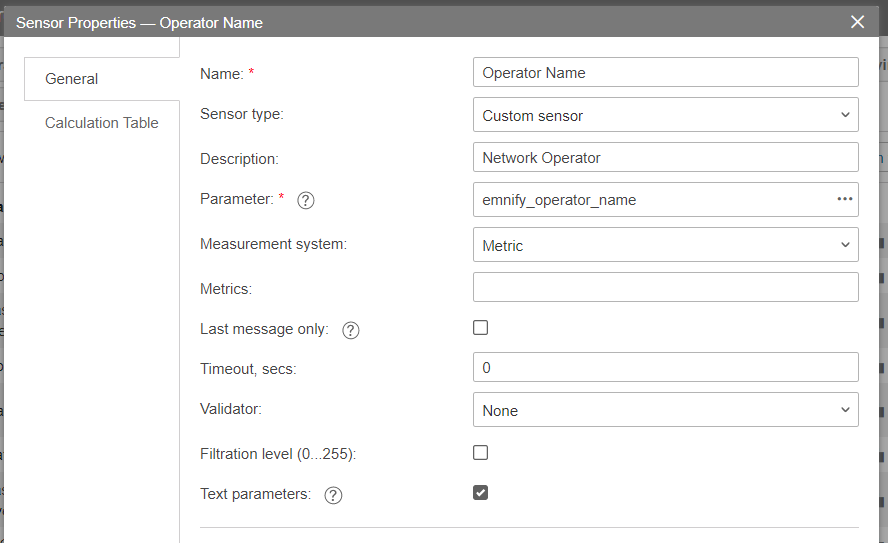 Sensor Properties — Operator Name
General
Calculation Table
Name: *
Operator Name
Sensor type:
Custom sensor
Description:
Network Operator
Parameter: * ?
emnify_operator_name
Measurement system:
Metric
Metrics:
Last message only: ?
Timeout, secs:
0
Validator:
None
Filtration level (0...255):
Text parameters: ?